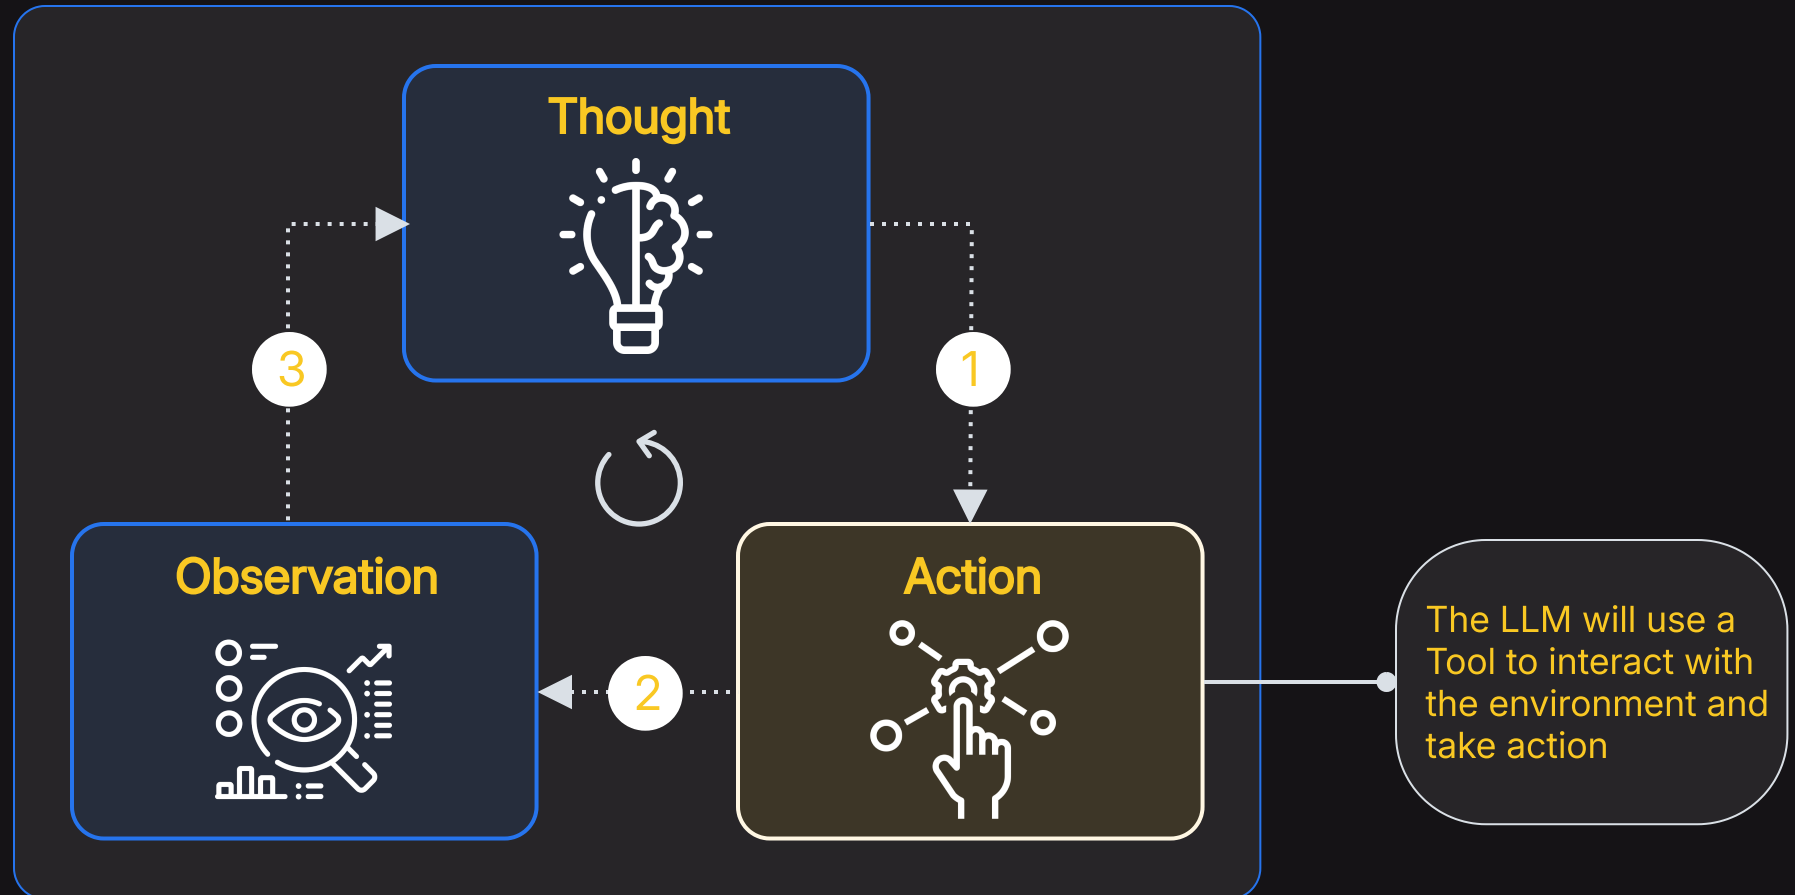 Thought
3
1
Observation
Action
2
The LLM will use a
Tool to interact with
the environment and
take action